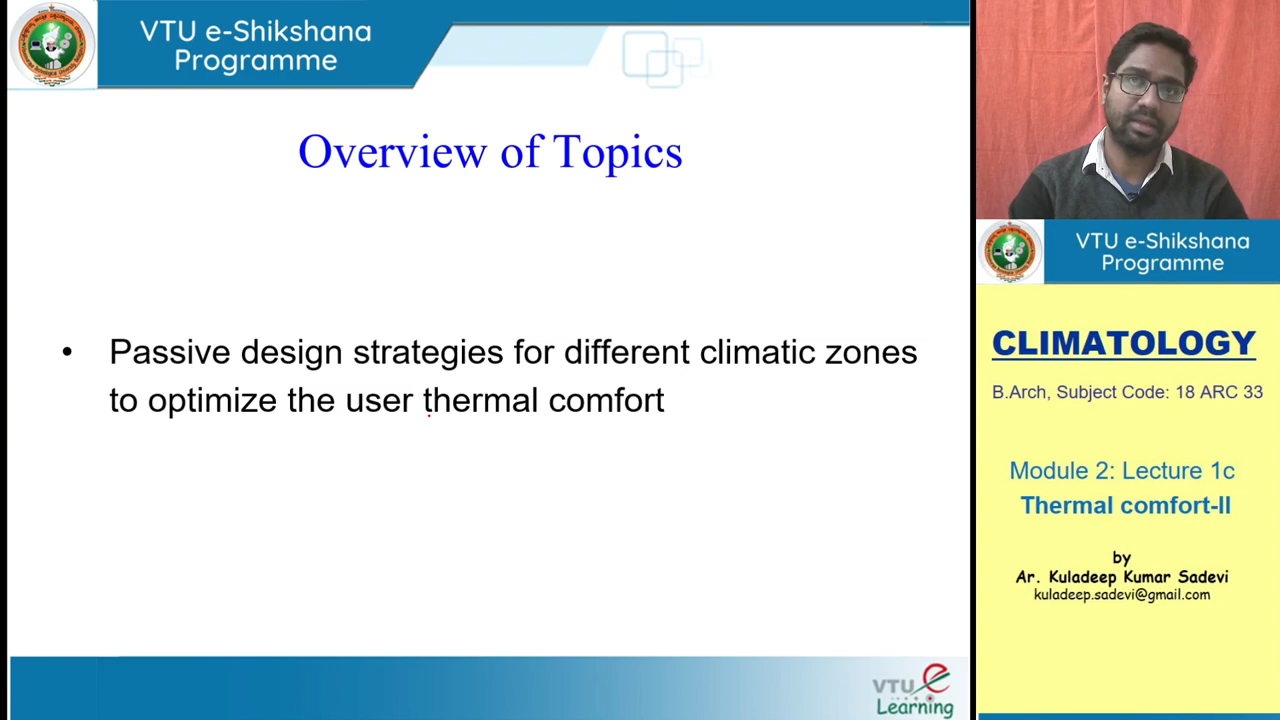 VTU e-Shikshana
Programme
Overview of Topics
• Passive design strategies for different climatic zones
to optimize the user thermal comfort
VTU e
Learning
VTU e-Shikshana
Programme
CLIMATOLOGY
B.Arch, Subject Code: 18 ARC 33
Module 2: Lecture 1c
Thermal comfort-II
by
Ar. Kuladeep Kumar Sadevi
kuladeep.sadevi@gmail.com